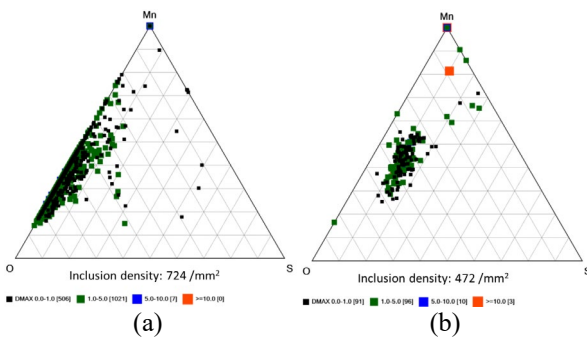 Mn
O
S
Inclusion density: 724 /mm²
DMAX 0.0-1.0 [506] 1.0-5.0 [1021] 5.0-10.0 [7] >=10.0 [0]
(a)
Mn
O
S
Inclusion density: 472 /mm²
DMAX 0.0-1.0 [91] 1.0-5.0 [96] 5.0-10.0 [10] >=10.0 [3]
(b)